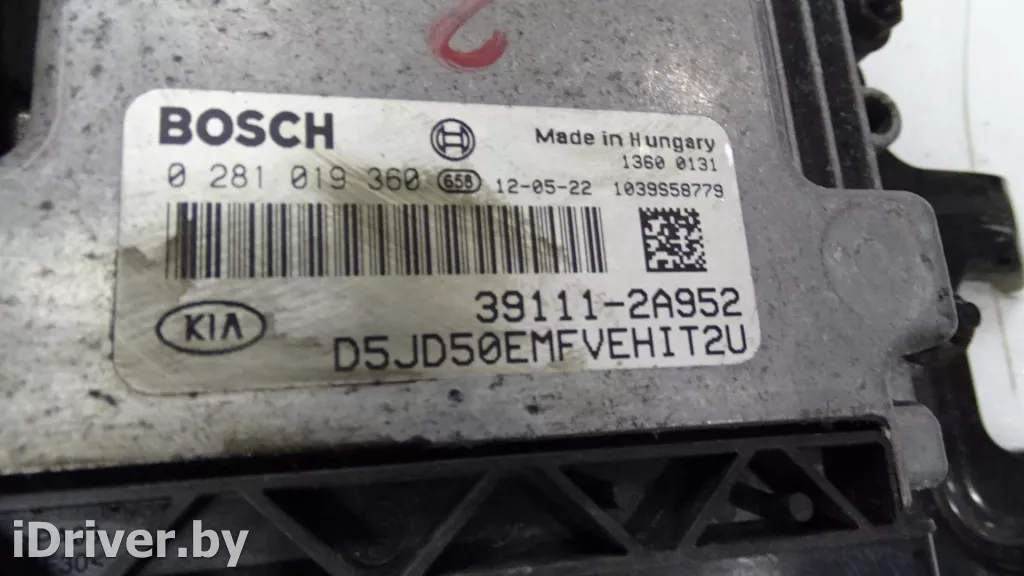 2
BOSCH
Made in Hungary
1360 0131
0 281 019 360 658 12-05-22 1039S58779
39111-2A952
KIA
D5JD50EMFVEHIT2U
iDriver.by